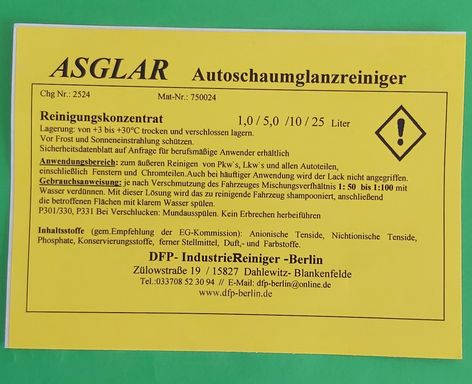 ASGLAR Autoschaumglanzreiniger
Chg Nr.: 2524 Mat-Nr.: 750024
Reinigungskonzentrat 1,0 / 5,0 /10 / 25 Liter
Lagerung: von +3 bis +30°C trocken und verschlossen lagern.
Vor Frost und Sonneneinstrahlung schützen.
Sicherheitsdatenblatt auf Anfrage für berufsmäßige Anwender erhältlich
Anwendungsbereich: zum äußeren Reinigen von Pkw`s, Lkw`s und allen Autoteilen,
einschließlich Fenstern und Chromteilen.Auch bei häufiger Anwendung wird der Lack nicht angegriffen.
Gebrauchsanweisung: je nach Verschmutzung des Fahrzeuges Mischungsverhältnis 1: 50 bis 1:100 mit
Wasser verdünnen. Mit dieser Lösung wird das zu reinigende Fahrzeug shampooniert, anschließend
die betroffenen Flächen mit klarem Wasser spülen.
P301/330, P331 Bei Verschlucken: Mundausspülen. Kein Erbrechen herbeiführen
Inhaltsstoffe (gem.Empfehlung der EG-Kommission): Anionische Tenside, Nichtionische Tenside,
Phosphate, Konservierungsstoffe, ferner Stellmittel, Duft,- und Farbstoffe.
DFP- IndustrieReiniger -Berlin
Zülowstraße 19 / 15827 Dahlewitz- Blankenfelde
Tel.:033708 52 30 94 // E-Mail: dfp-berlin@online.de
www.dfp-berlin.de